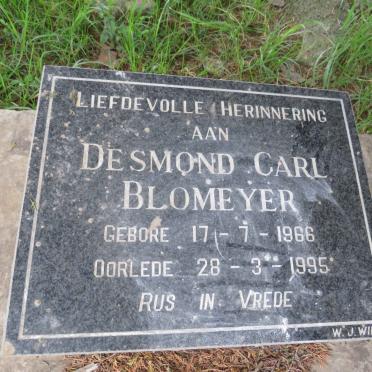 LIEFDEVOLLE HERINNERING
AAN
DESMOND CARL
BLOMEYER
GEBORE 17 - 7 - 1966
OORLEDE 28 - 3 - 1995
RUS IN VREDE
W.J.